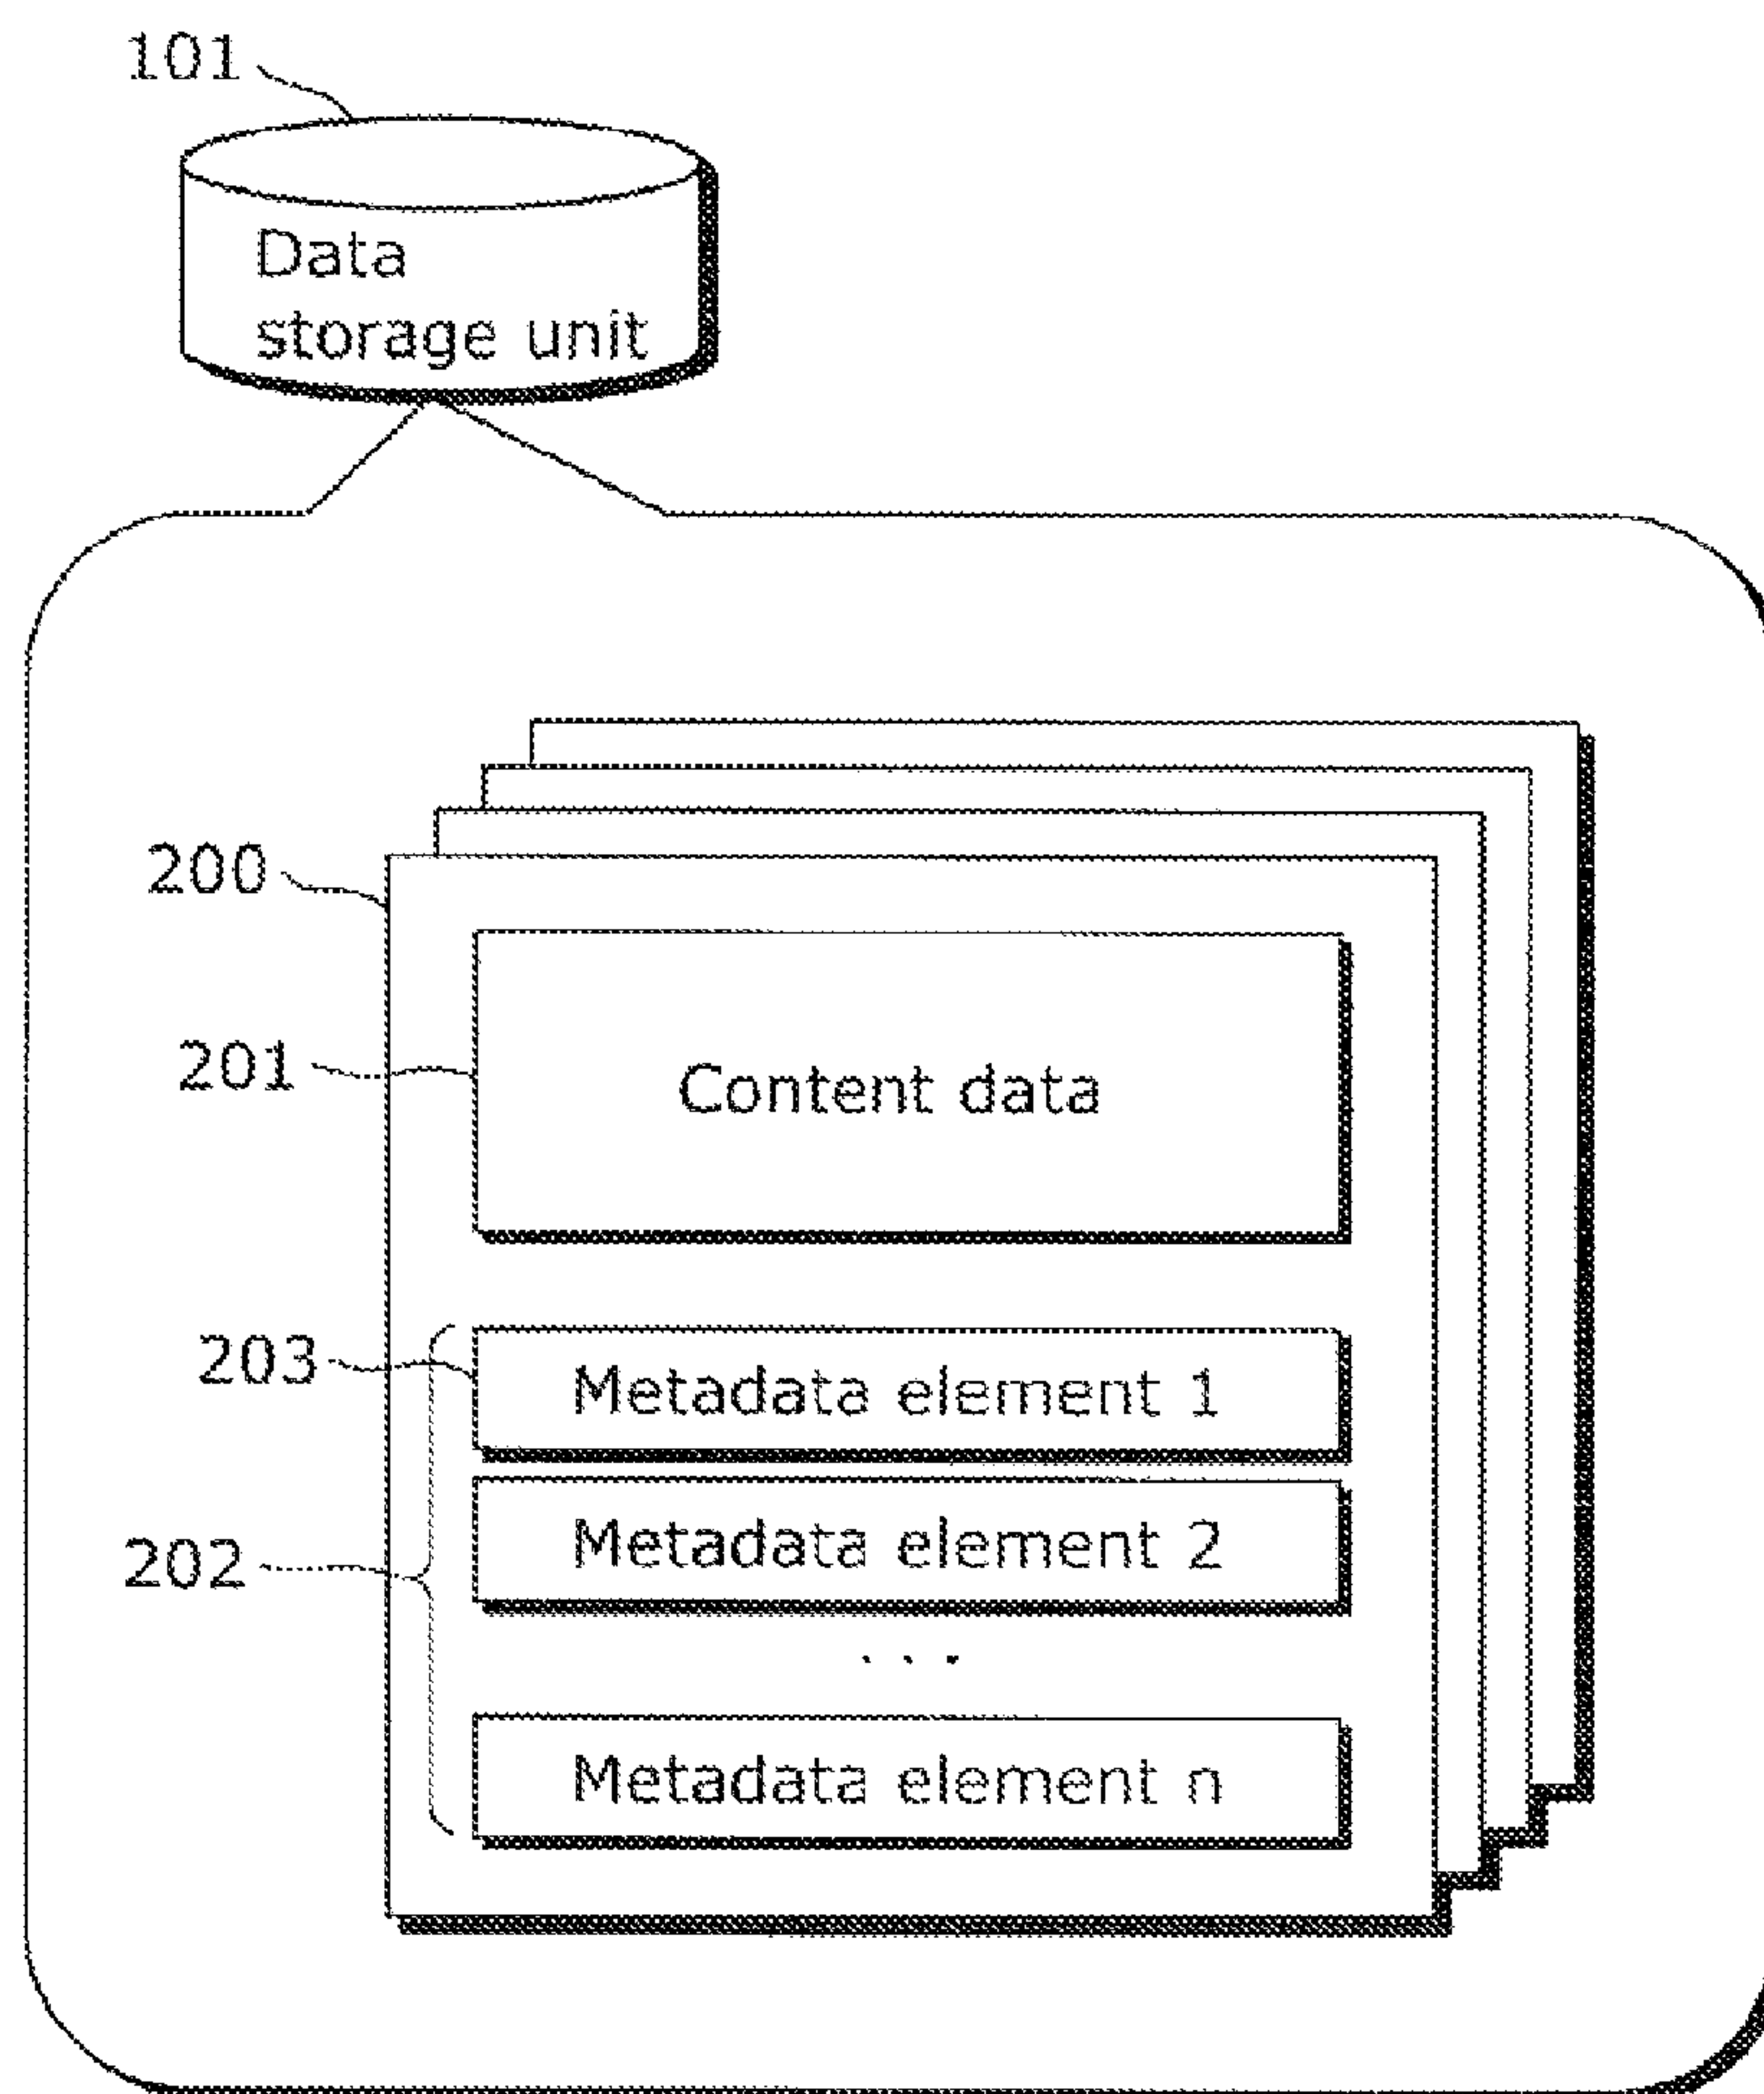 101
Data
storage unit
200
201
Content data
203
Metadata element 1
Metadata element 2
202
. . .
Metadata element n